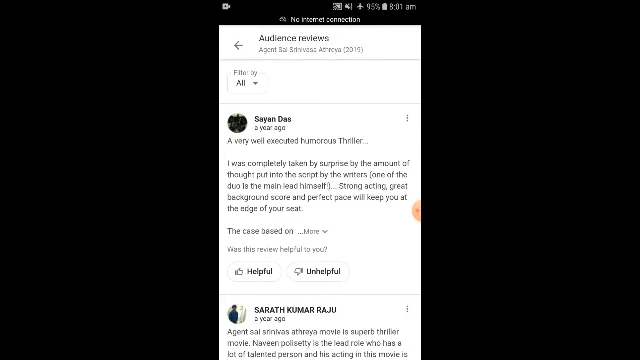 95% 8:01 am
No internet connection
Audience reviews
Agent Sai Srinivasa Athreya (2019)
Filter by
All
Sayan Das
a year ago
A very well executed humorous Thriller...
I was completely taken by surprise by the amount of
thought put into the script by the writers (one of the
duo is the main lead himself!)... Strong acting, great
background score and perfect pace will keep you at
the edge of your seat.
The case based on ...More
Was this review helpful to you?
Helpful Unhelpful
SARATH KUMAR RAJU
a year ago
Agent sai srinivas athreya movie is superb thriller
movie. Naveen polisetty is the lead role who has a
lot of talented person and his acting in this movie is